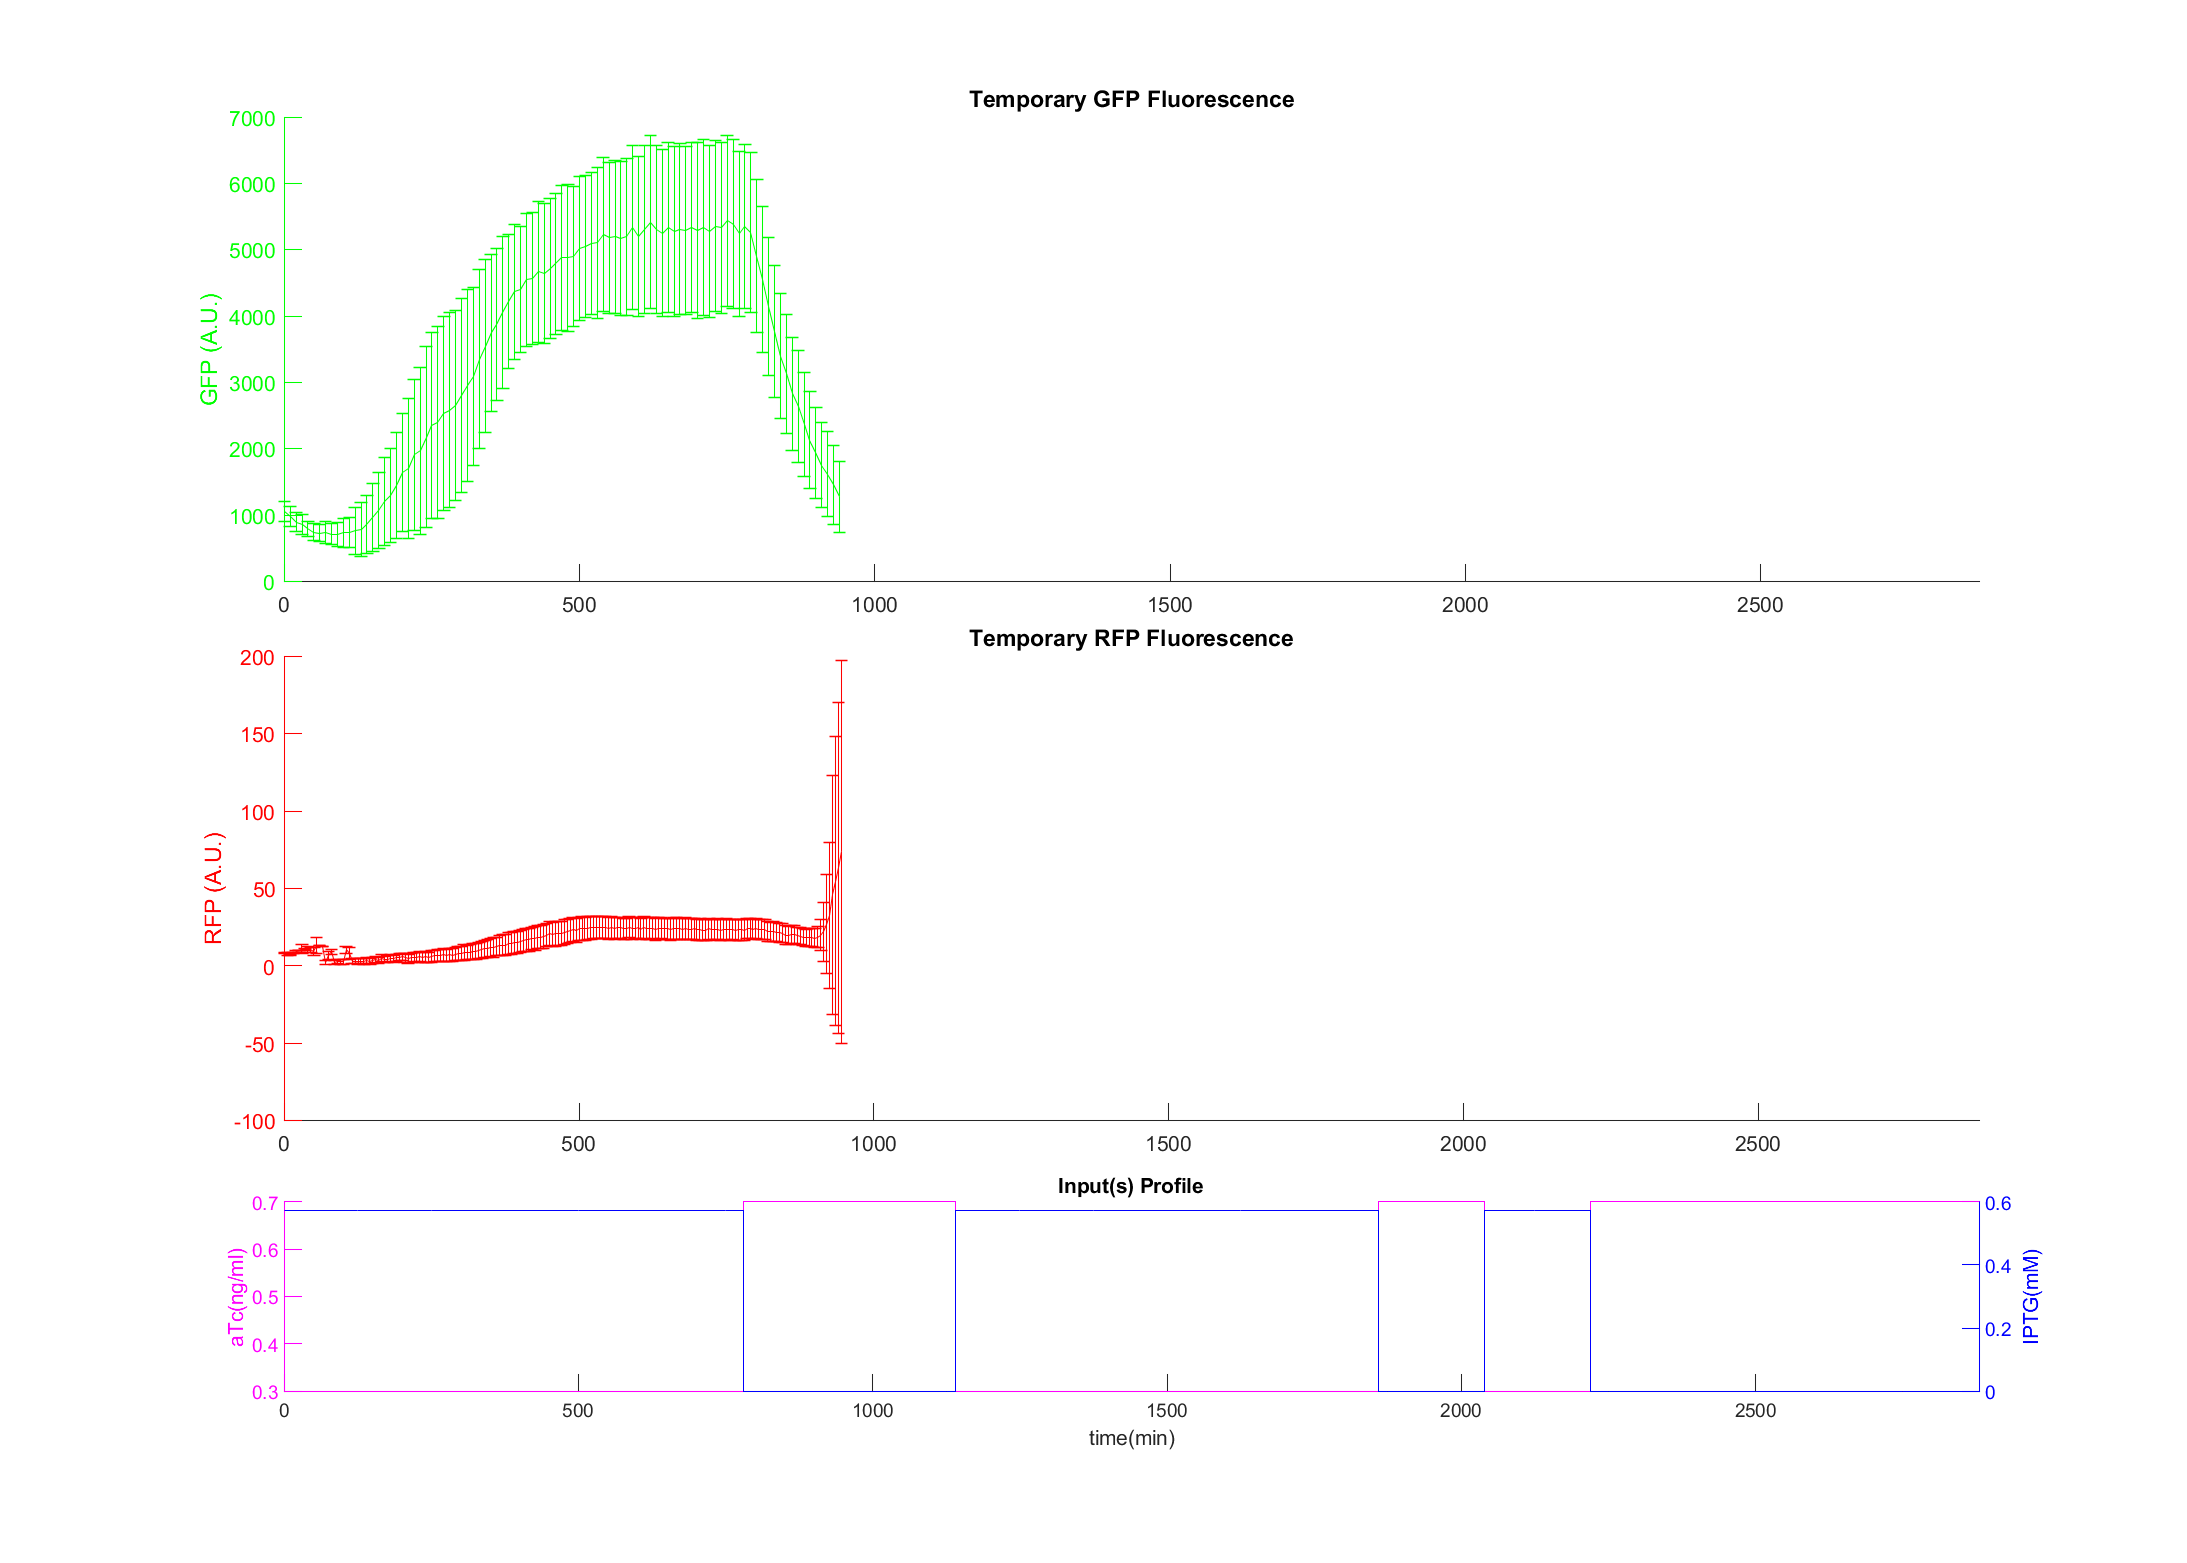 Temporary GFP Fluorescence
7000
6000
5000
4000
3000
2000
1000
0
GFP (A.U.)
0 500 1000 1500 2000 2500
Temporary RFP Fluorescence
200
150
100
50
0
-50
-100
RFP (A.U.)
0 500 1000 1500 2000 2500
Input(s) Profile
0.7
0.6
0.5
0.4
0.3
aTc(ng/ml)
0.6
0.4
0.2
0
IPTG(mM)
0 500 1000 1500 2000 2500
time(min)